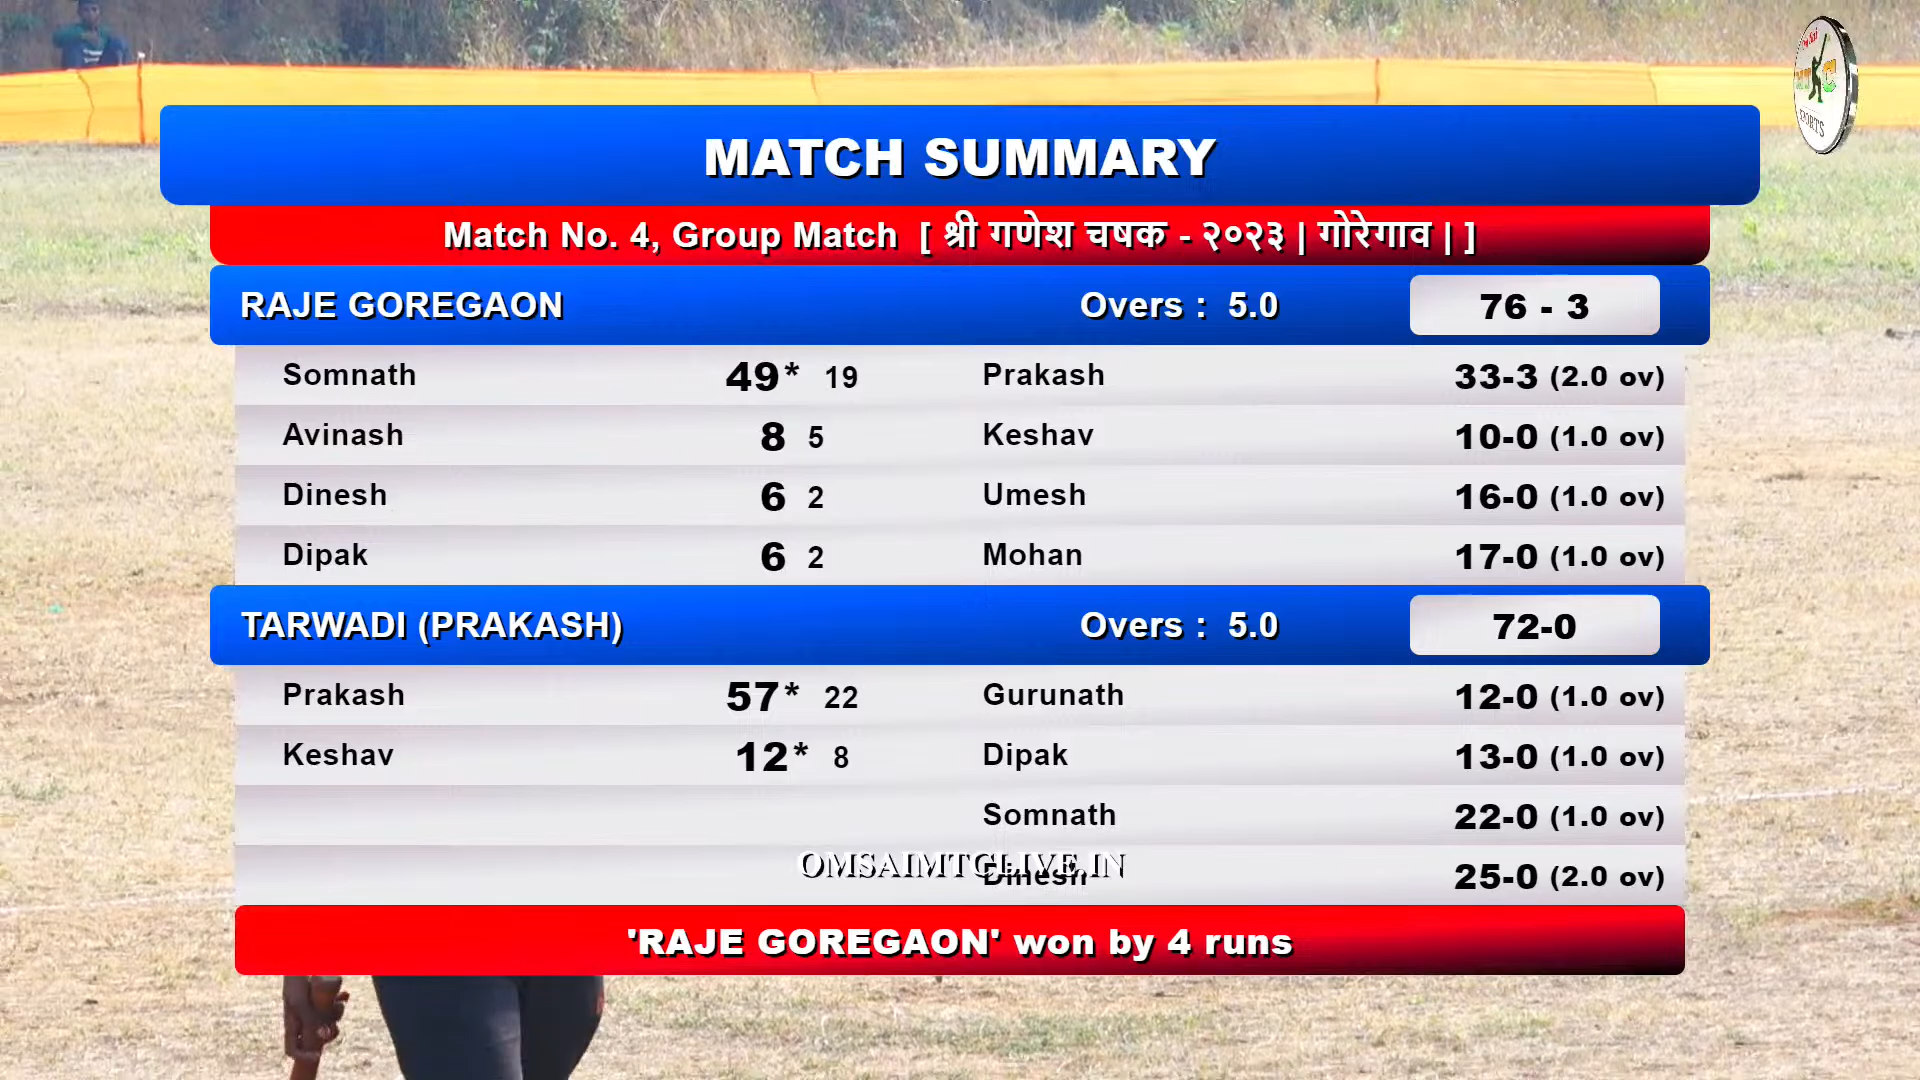 MATCH SUMMARY
Match No. 4, Group Match [ श्री गणेश चषक - २०२३ | गोरेगाव | ]
RAJE GOREGAON Overs : 5.0 76 - 3
Somnath 49* 19 Prakash 33-3 (2.0 ov)
Avinash 8 5 Keshav 10-0 (1.0 ov)
Dinesh 6 2 Umesh 16-0 (1.0 ov)
Dipak 6 2 Mohan 17-0 (1.0 ov)
TARWADI (PRAKASH) Overs : 5.0 72-0
Prakash 57* 22 Gurunath 12-0 (1.0 ov)
Keshav 12* 8 Dipak 13-0 (1.0 ov)
Somnath 22-0 (1.0 ov)
OMSAIMTCLIVE.IN
Dinesh 25-0 (2.0 ov)
'RAJE GOREGAON' won by 4 runs